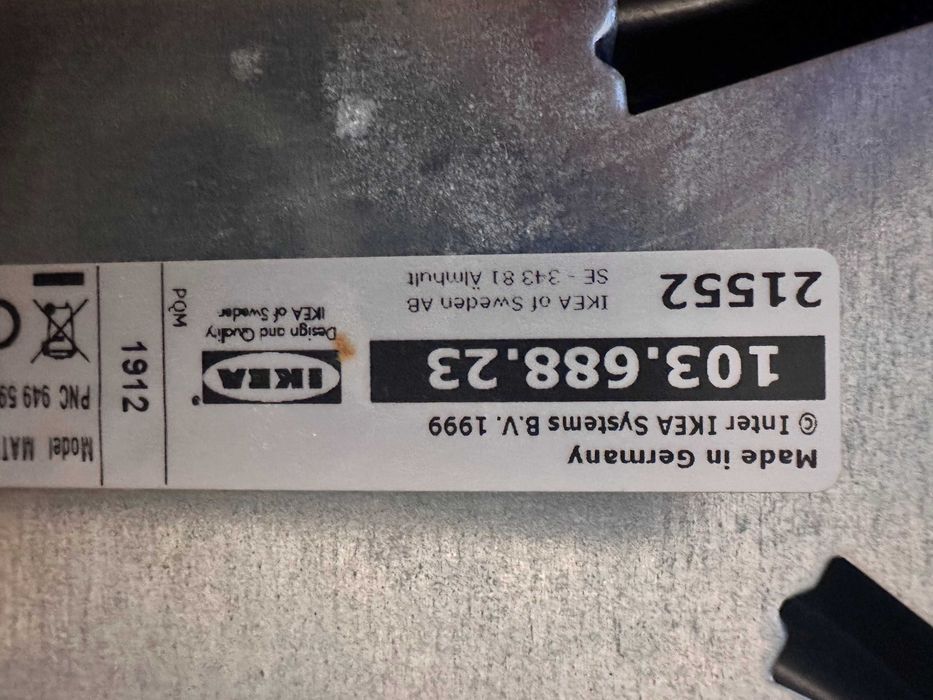 Made in Germany
© Inter IKEA Systems B.V. 1999
103.688.23
21552
IKEA of Sweden AB
SE - 343 81 Älmhult
IKEA
Design and Quality
IKEA of Sweden
PQM
1912
Model
PNC 949 59